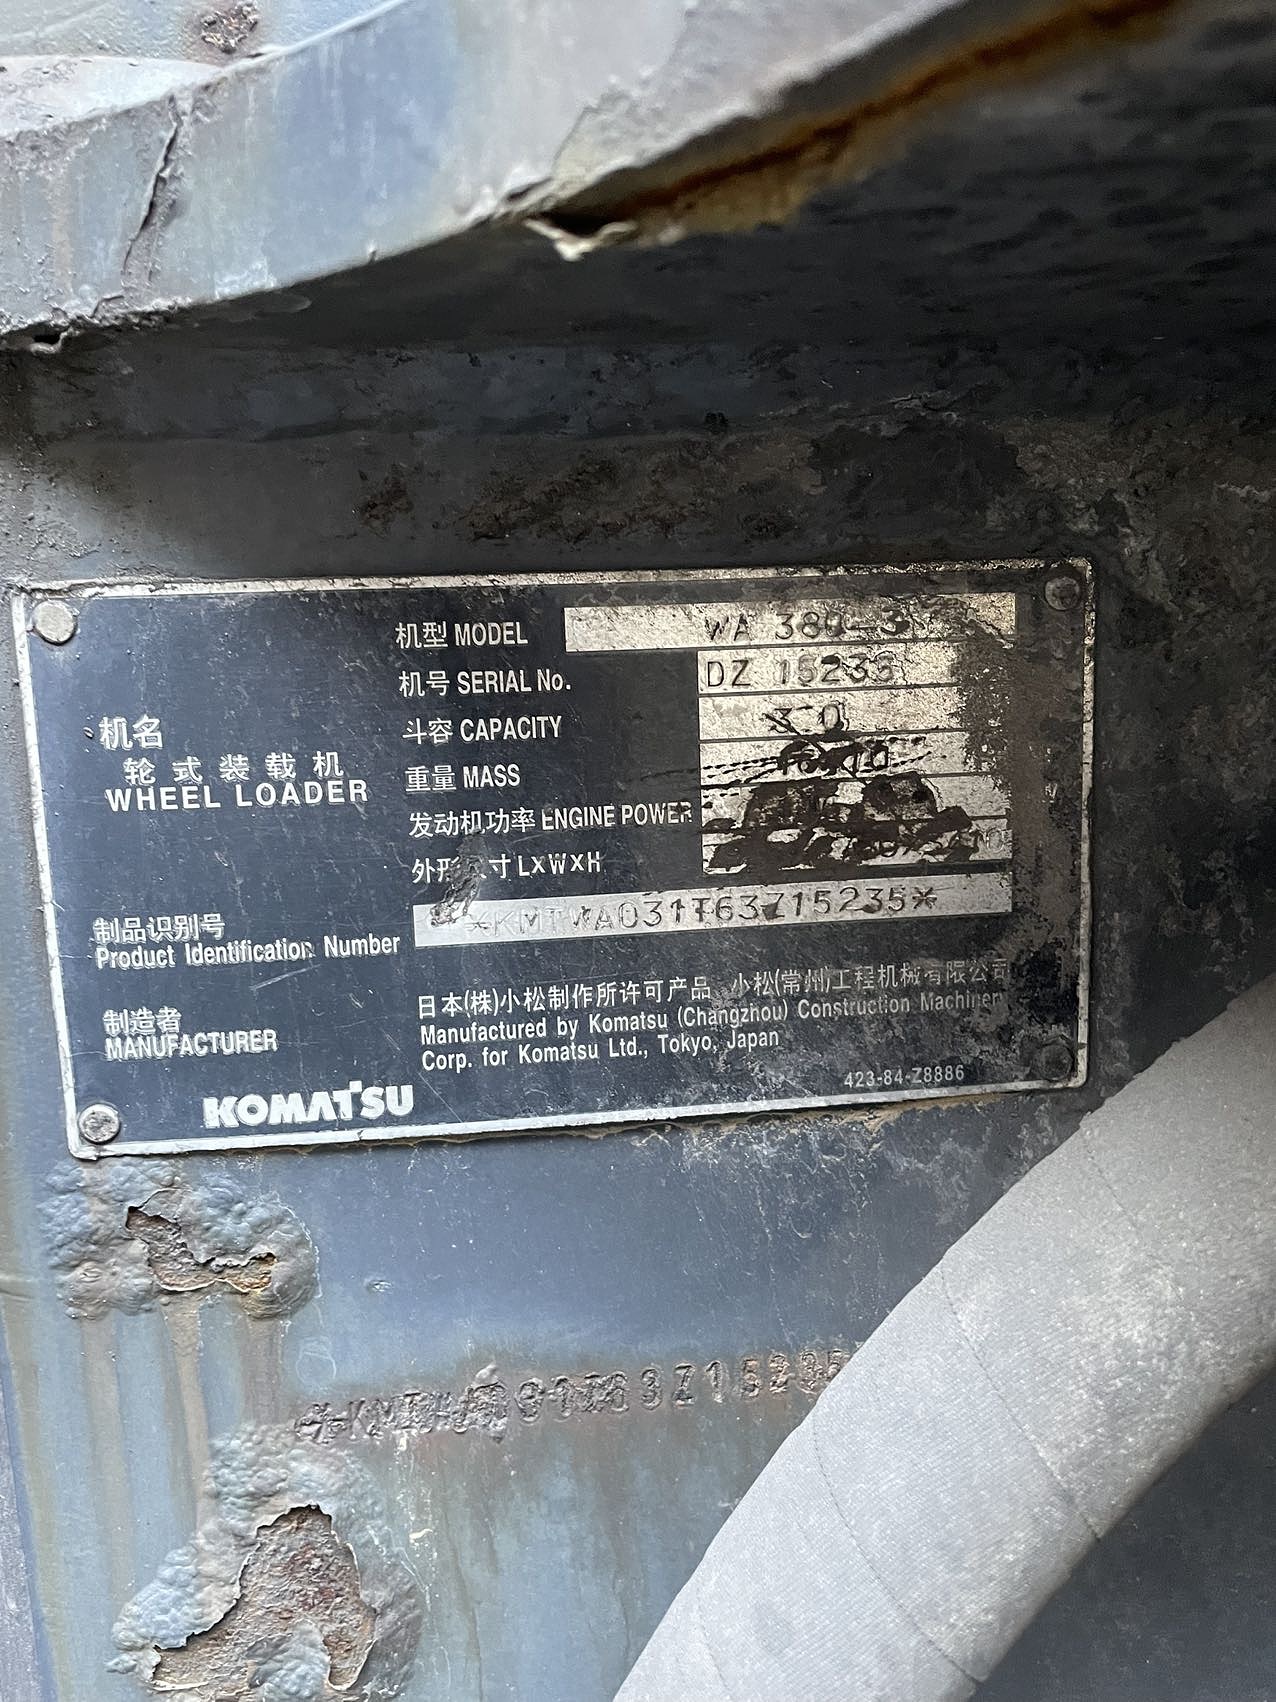 机型 MODEL WA 380-3
机号 SERIAL No. DZ 15235
斗容 CAPACITY 3 0
机名
轮式装载机
WHEEL LOADER
重量 MASS
发动机功率 ENGINE POWER
外形尺寸 LxWxH
制品识别号
Product Identification Number *KMTWA031T63Z15235*
制造者
MANUFACTURER
日本(株)小松制作所许可产品 小松(常州)工程机械有限公司
Manufactured by Komatsu (Changzhou) Construction Machinery
Corp. for Komatsu Ltd., Tokyo, Japan
423-84-Z8886
KOMATSU